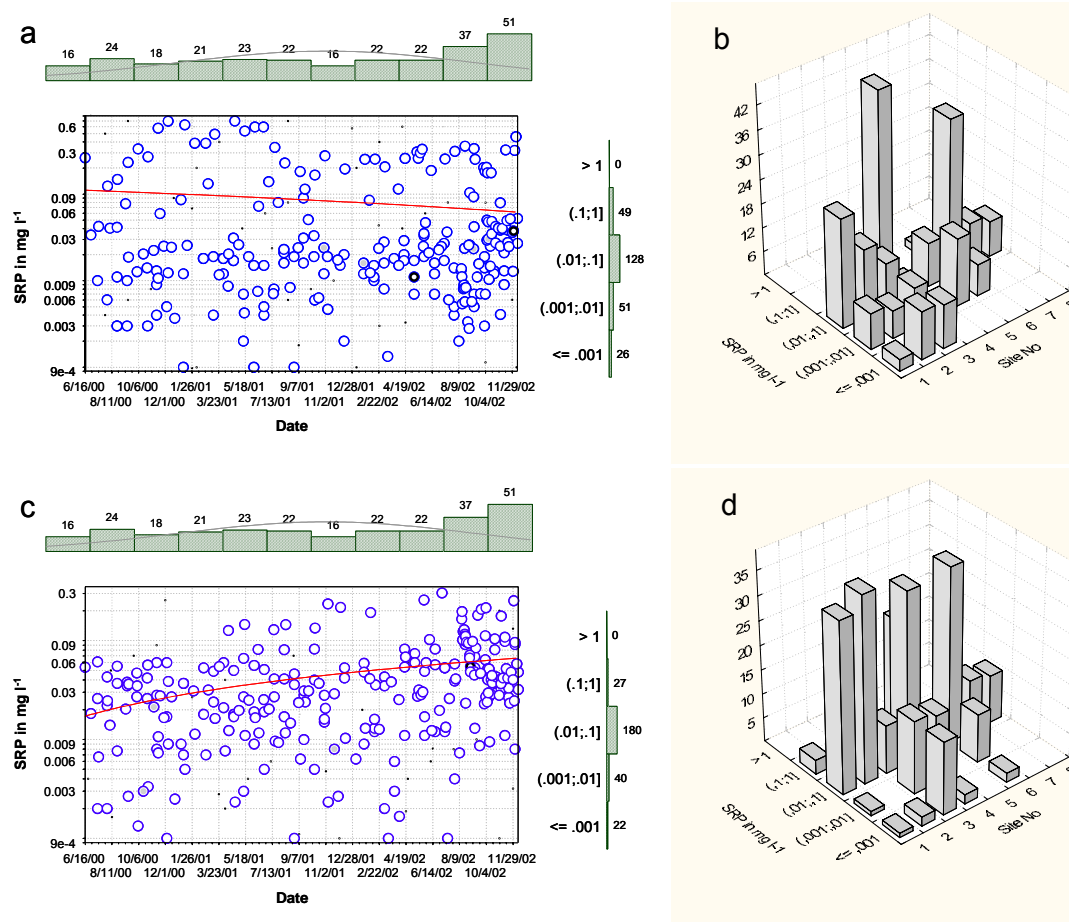 a
16 24 18 21 23 22 16 22 22 37 51
0.6
0.3
0.09
0.06
0.03
0.009
0.006
0.003
9e-4
SRP in mg l-1
6/16/00 10/6/00 1/26/01 5/18/01 9/7/01 12/28/01 4/19/02 8/9/02 11/29/02
8/11/00 12/1/00 3/23/01 7/13/01 11/2/01 2/22/02 6/14/02 10/4/02
Date
> 1 0
(.1;1] 49
(.01;.1] 128
(.001;.01] 51
<= .001 26
b
42
36
30
24
18
12
6
> 1
(,1;1]
(,01;,1]
(,001;,01]
<= ,001
SRP in mg l-1
1 2 3 4 5 6 7 8
Site No
c
16 24 18 21 23 22 16 22 22 37 51
0.3
0.09
0.06
0.03
0.009
0.006
9e-4
SRP in mg l-1
6/16/00 10/6/00 1/26/01 5/18/01 9/7/01 12/28/01 4/19/02 8/9/02 11/29/02
8/11/00 12/1/00 3/23/01 7/13/01 11/2/01 2/22/02 6/14/02 10/4/02
Date
> 1 0
(.1;1] 27
(.01;.1] 180
(.001;.01] 40
<= .001 22
d
35
30
25
20
15
10
5
> 1
(,1;1]
(,01;,1]
(,001;,01]
<= ,001
SRP in mg l-1
1 2 3 4 5 6 7 8
Site No